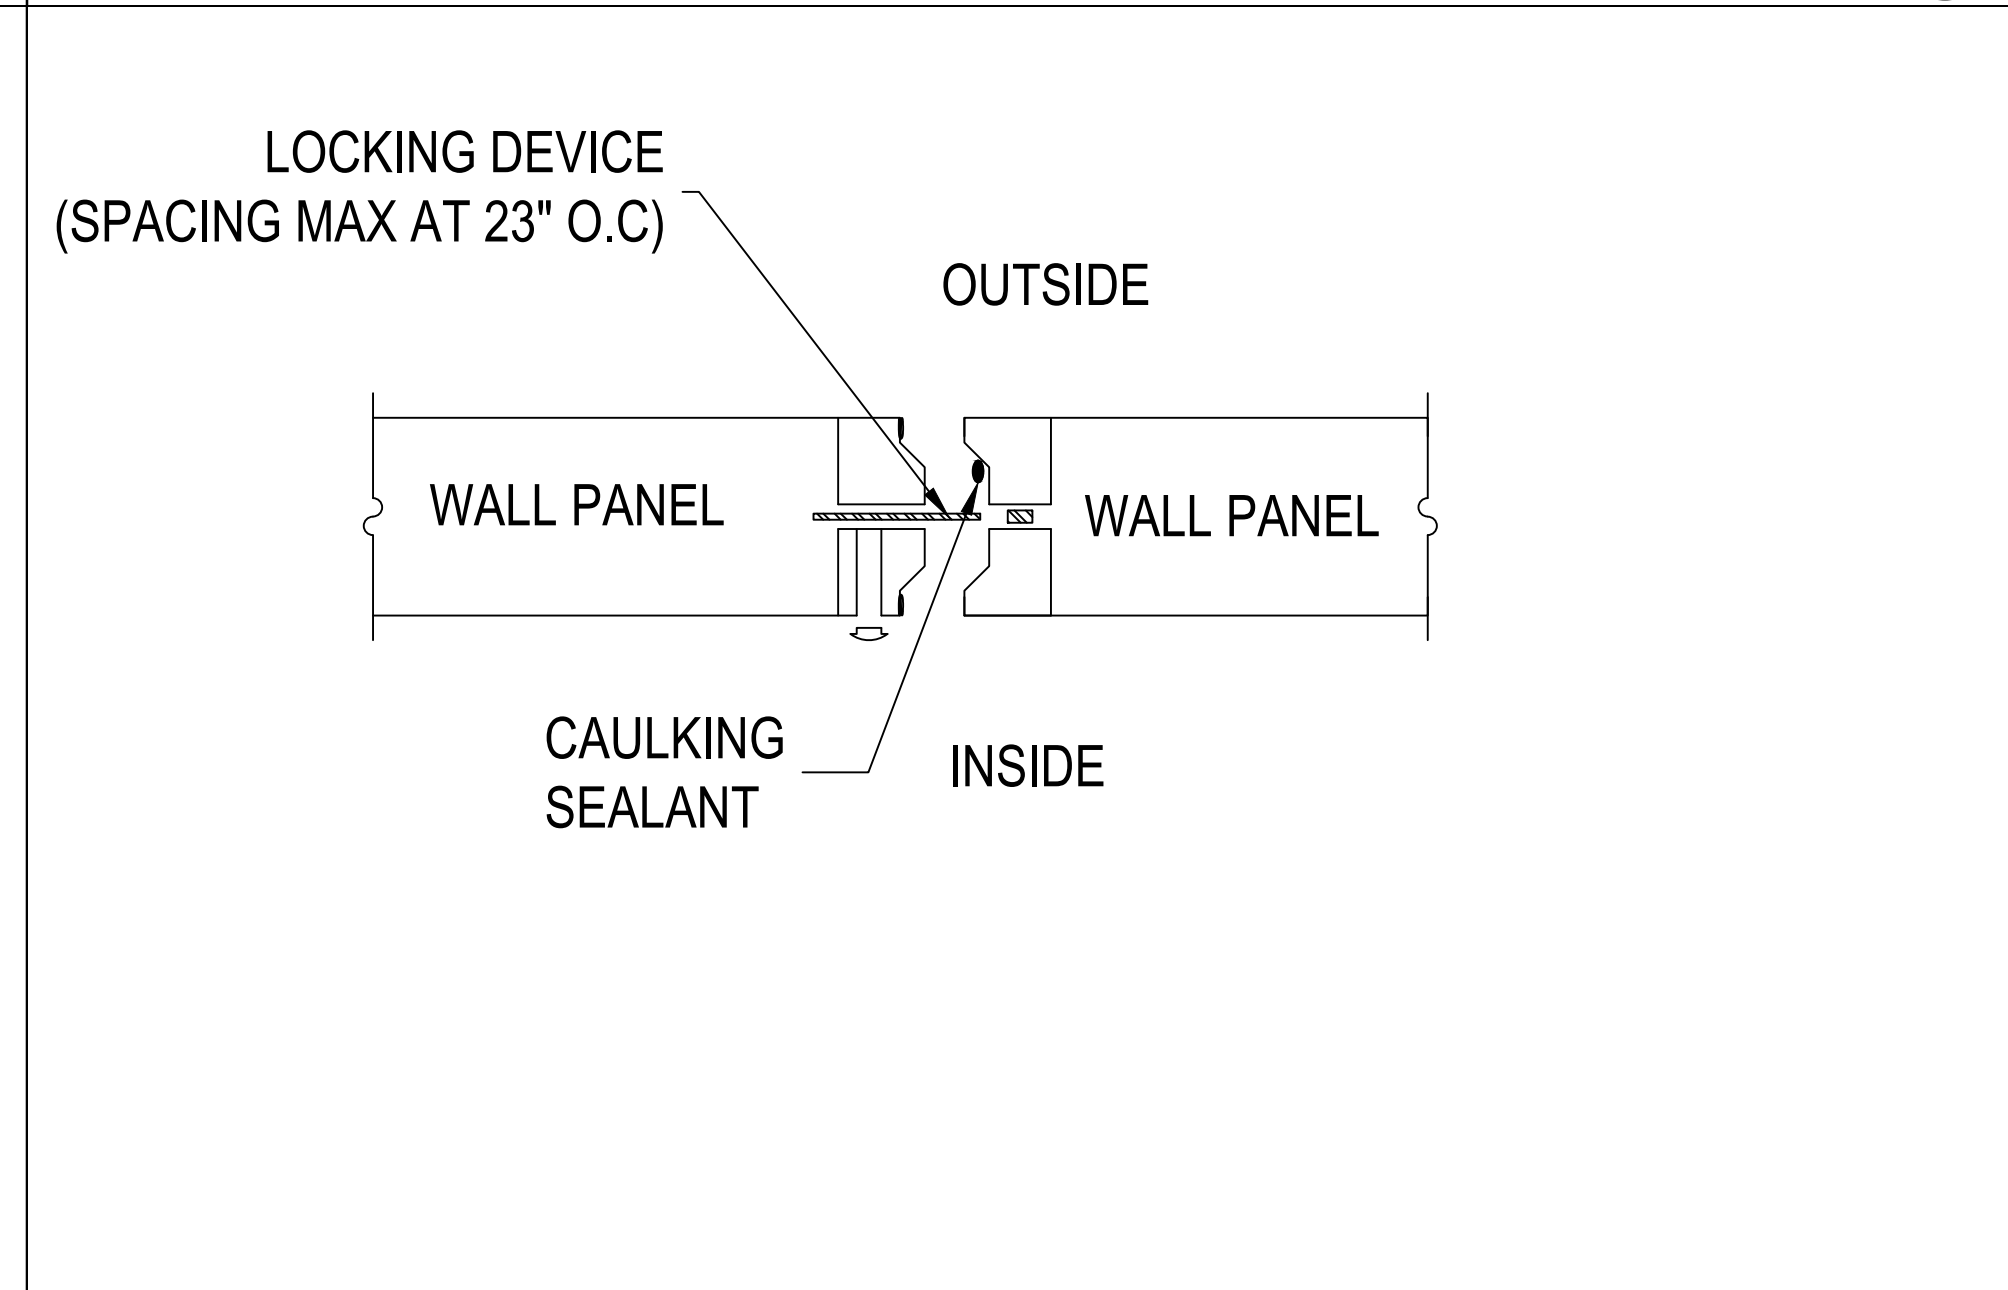 LOCKING DEVICE
(SPACING MAX AT 23" O.C)
OUTSIDE
WALL PANEL
WALL PANEL
CAULKING
SEALANT
INSIDE